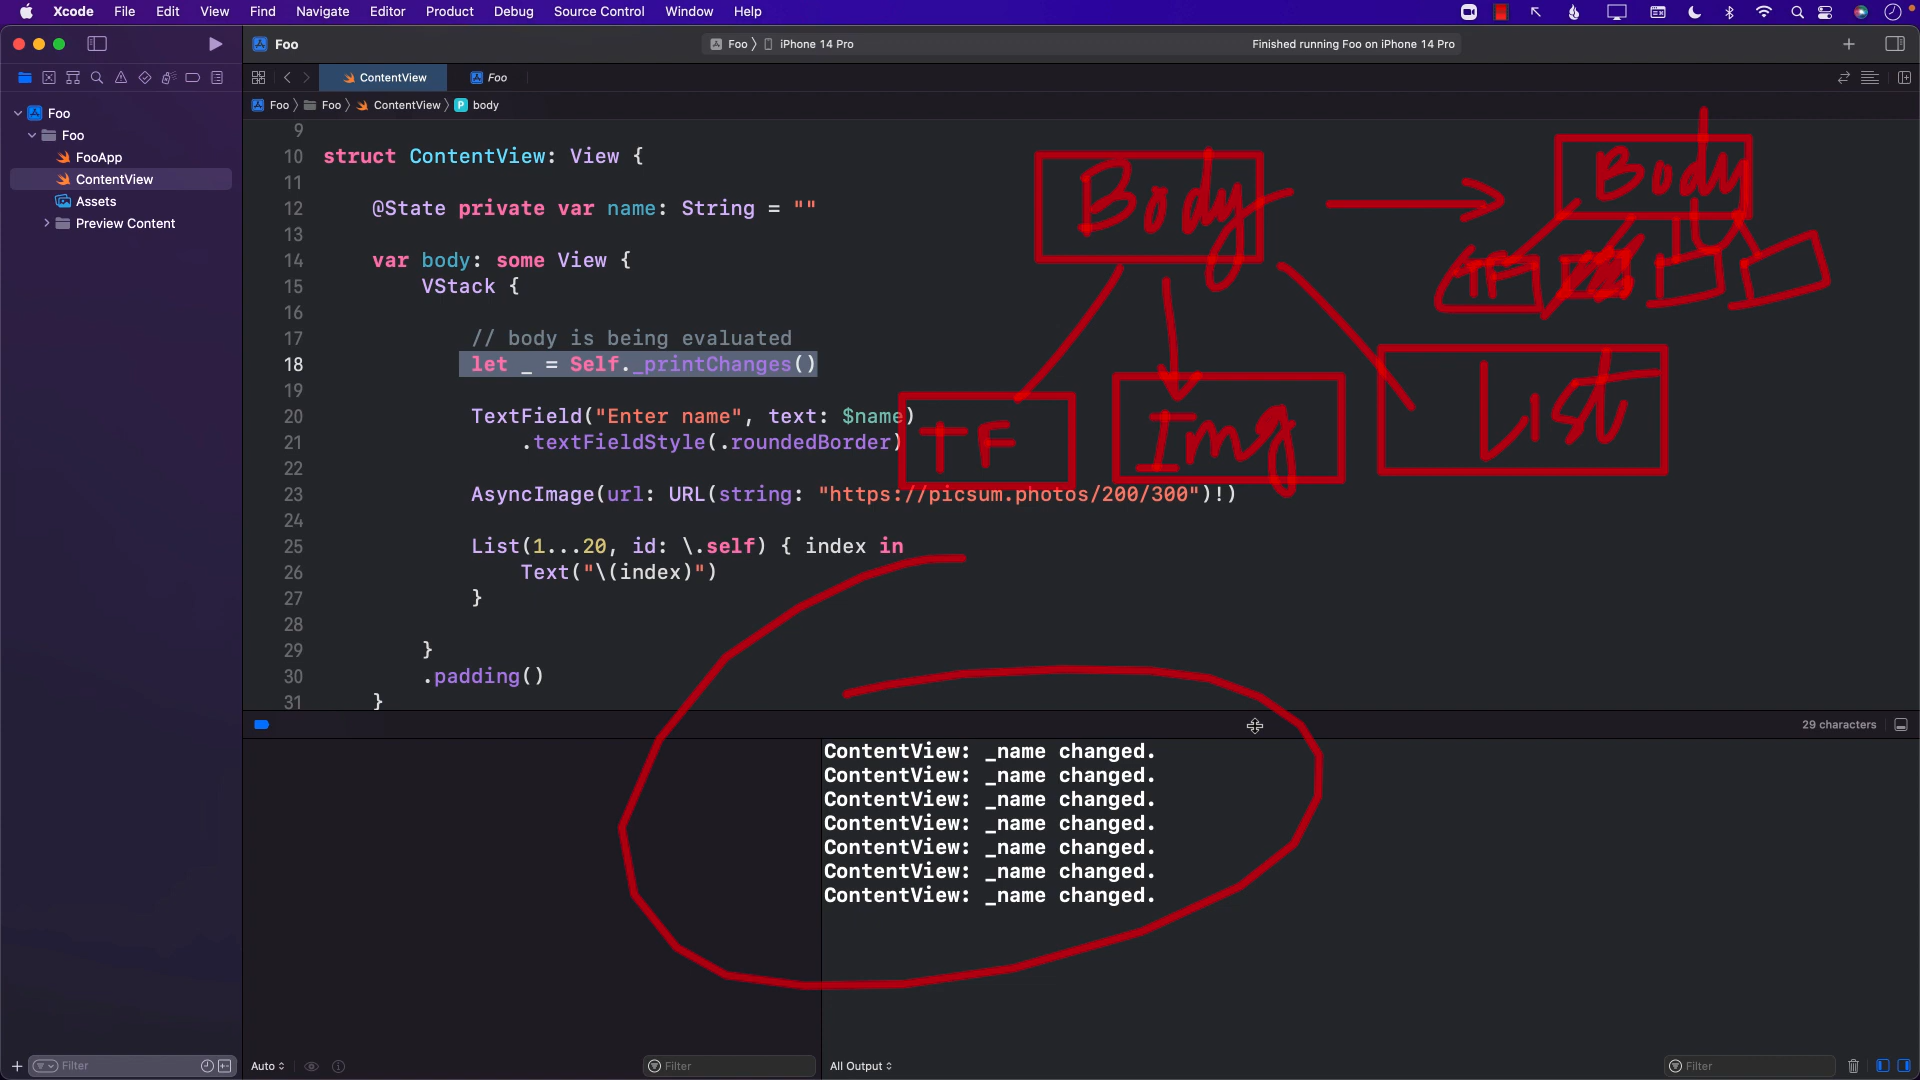 Xcode File Edit View Find Navigate Editor Product Debug Source Control Window Help
Foo
Foo iPhone 14 Pro
Finished running Foo on iPhone 14 Pro
ContentView
Foo
Foo Foo ContentView P body
Foo
Foo
FooApp
ContentView
Assets
Preview Content
9
10 struct ContentView: View {
11
12 @State private var name: String = ""
13
14 var body: some View {
15 VStack {
16
17 // body is being evaluated
18 let _ = Self._printChanges()
19
20 TextField("Enter name", text: $name)
21 .textFieldStyle(.roundedBorder)
22
23 AsyncImage(url: URL(string: "https://picsum.photos/200/300")!)
24
25 List(1...20, id: \.self) { index in
26 Text("\(index)")
27 }
28
29 }
30 .padding()
31 }
Body
Body
TF
TF
Img
List
29 characters
ContentView: _name changed.
ContentView: _name changed.
ContentView: _name changed.
ContentView: _name changed.
ContentView: _name changed.
ContentView: _name changed.
ContentView: _name changed.
Filter
Auto
Filter
All Output
Filter